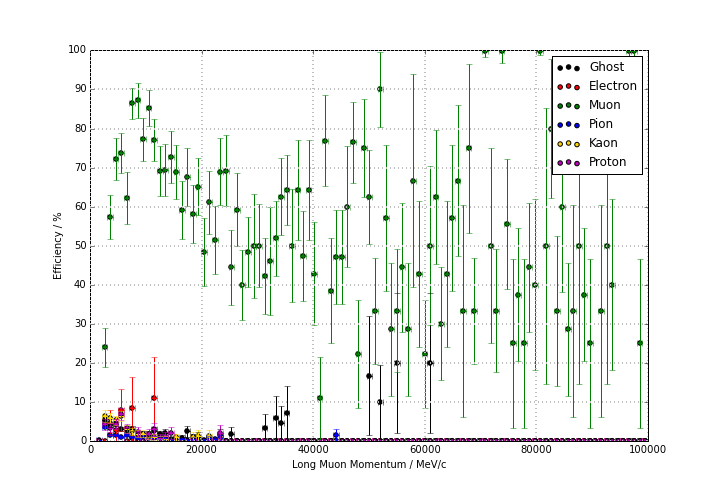 100
90
80
70
60
50
40
30
20
10
0
Efficiency / %
Ghost
Electron
Muon
Pion
Kaon
Proton
0
20000
40000
60000
80000
100000
Long Muon Momentum / MeV/c